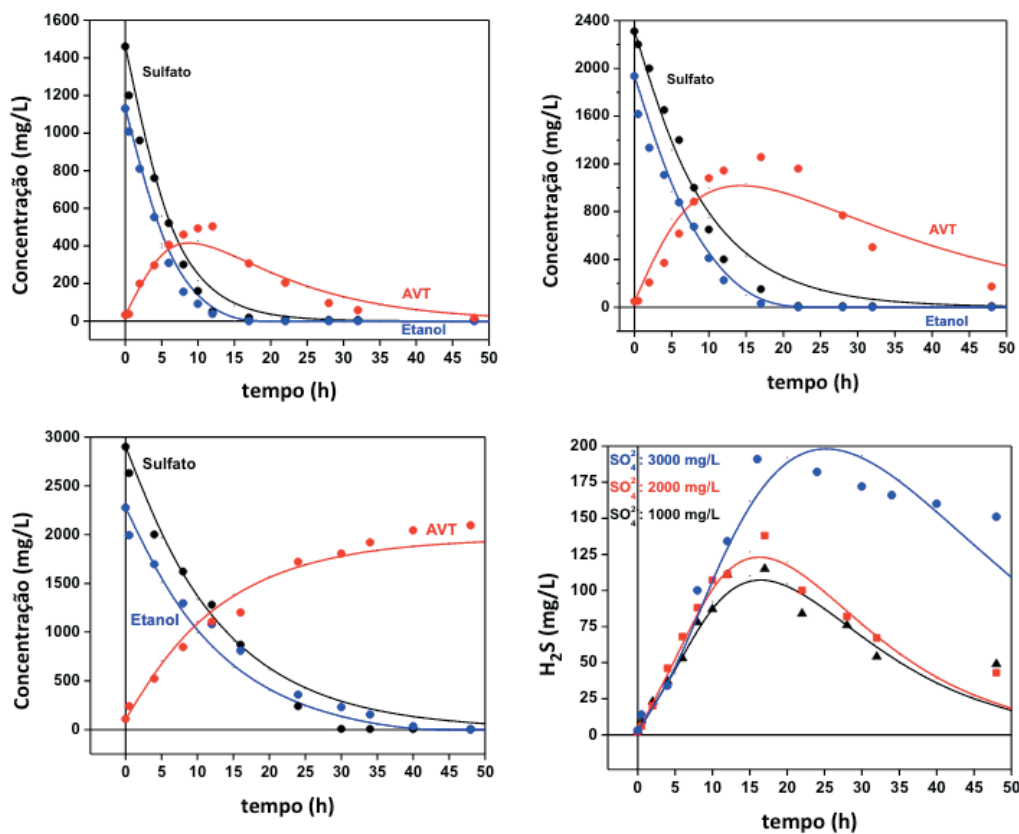 Concentração (mg/L)
1600
1400
1200
1000
800
600
400
200
0
Sulfato
AVT
Etanol
0 5 10 15 20 25 30 35 40 45 50
tempo (h)
Concentração (mg/L)
2400
2000
1600
1200
800
400
0
Sulfato
AVT
Etanol
0 5 10 15 20 25 30 35 40 45 50
tempo (h)
Concentração (mg/L)
3000
2500
2000
1500
1000
500
0
Sulfato
AVT
Etanol
0 5 10 15 20 25 30 35 40 45 50
tempo (h)
H₂S (mg/L)
200
175
150
125
100
75
50
25
0
SO₄²: 3000 mg/L
SO₄²: 2000 mg/L
SO₄²: 1000 mg/L
0 5 10 15 20 25 30 35 40 45 50
tempo (h)